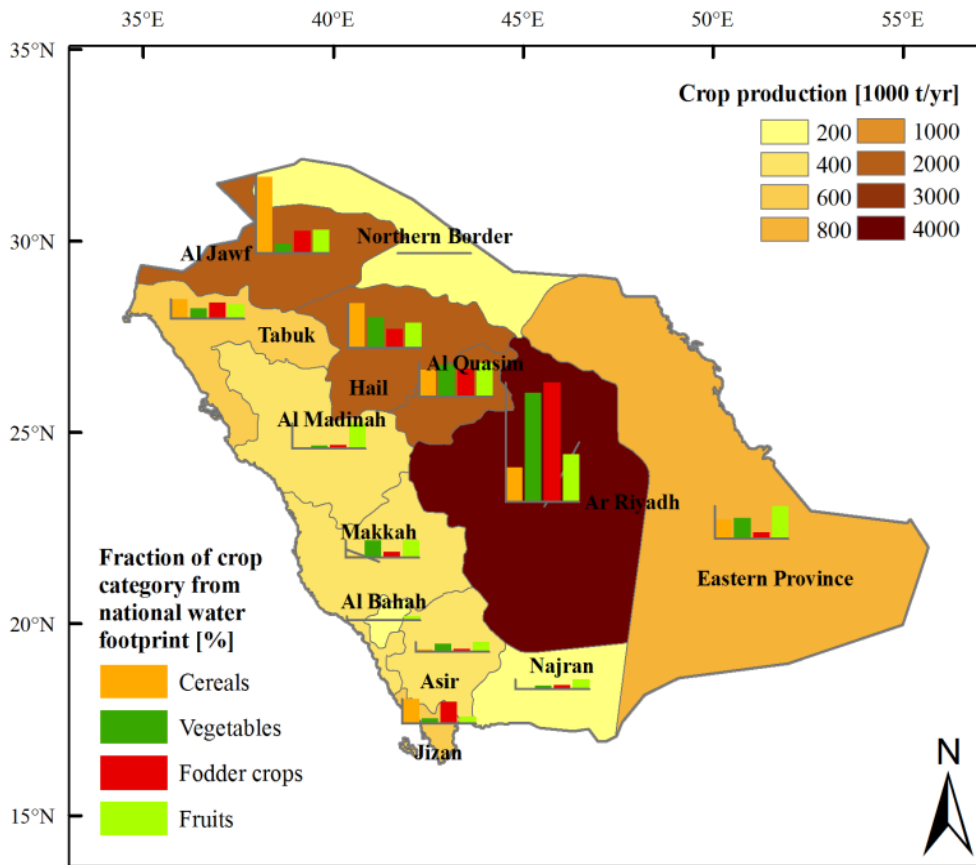 35°E 40°E 45°E 50°E 55°E
35°N
30°N
25°N
20°N
15°N
Crop production [1000 t/yr]
200 1000
400 2000
600 3000
800 4000
Northern Border
Al Jawf
Tabuk
Al Quasim
Hail
Al Madinah
Ar Riyadh
Makkah
Eastern Province
Al Bahah
Najran
Asir
Jizan
Fraction of crop
category from
national water
footprint [%]
Cereals
Vegetables
Fodder crops
Fruits
N